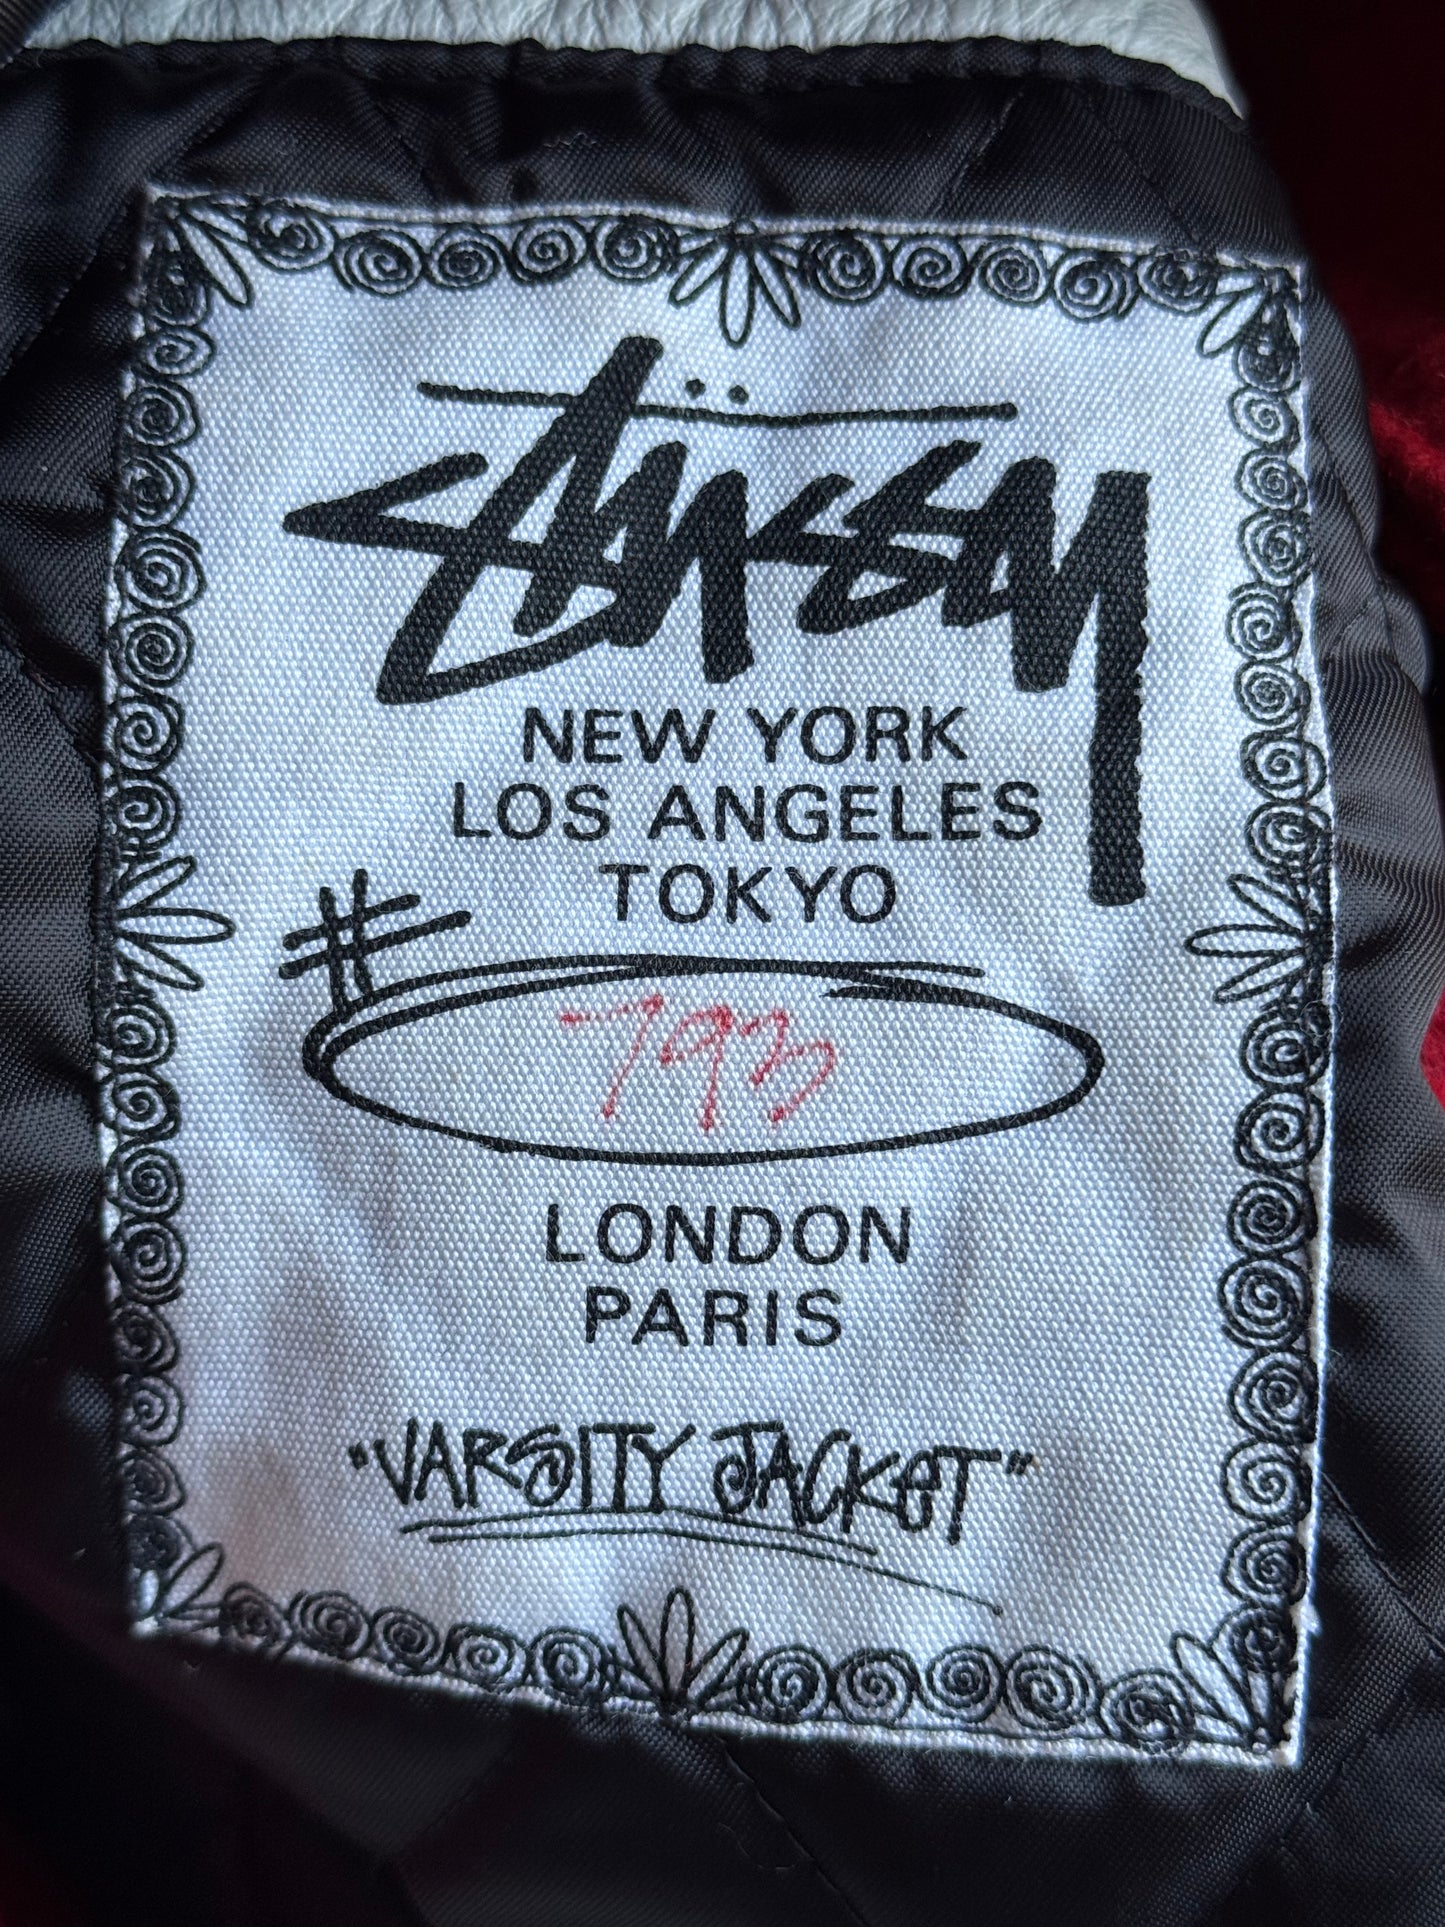 Stüssy
NEW YORK
LOS ANGELES
TOKYO
#
793
LONDON
PARIS
"VARSITY JACKET"